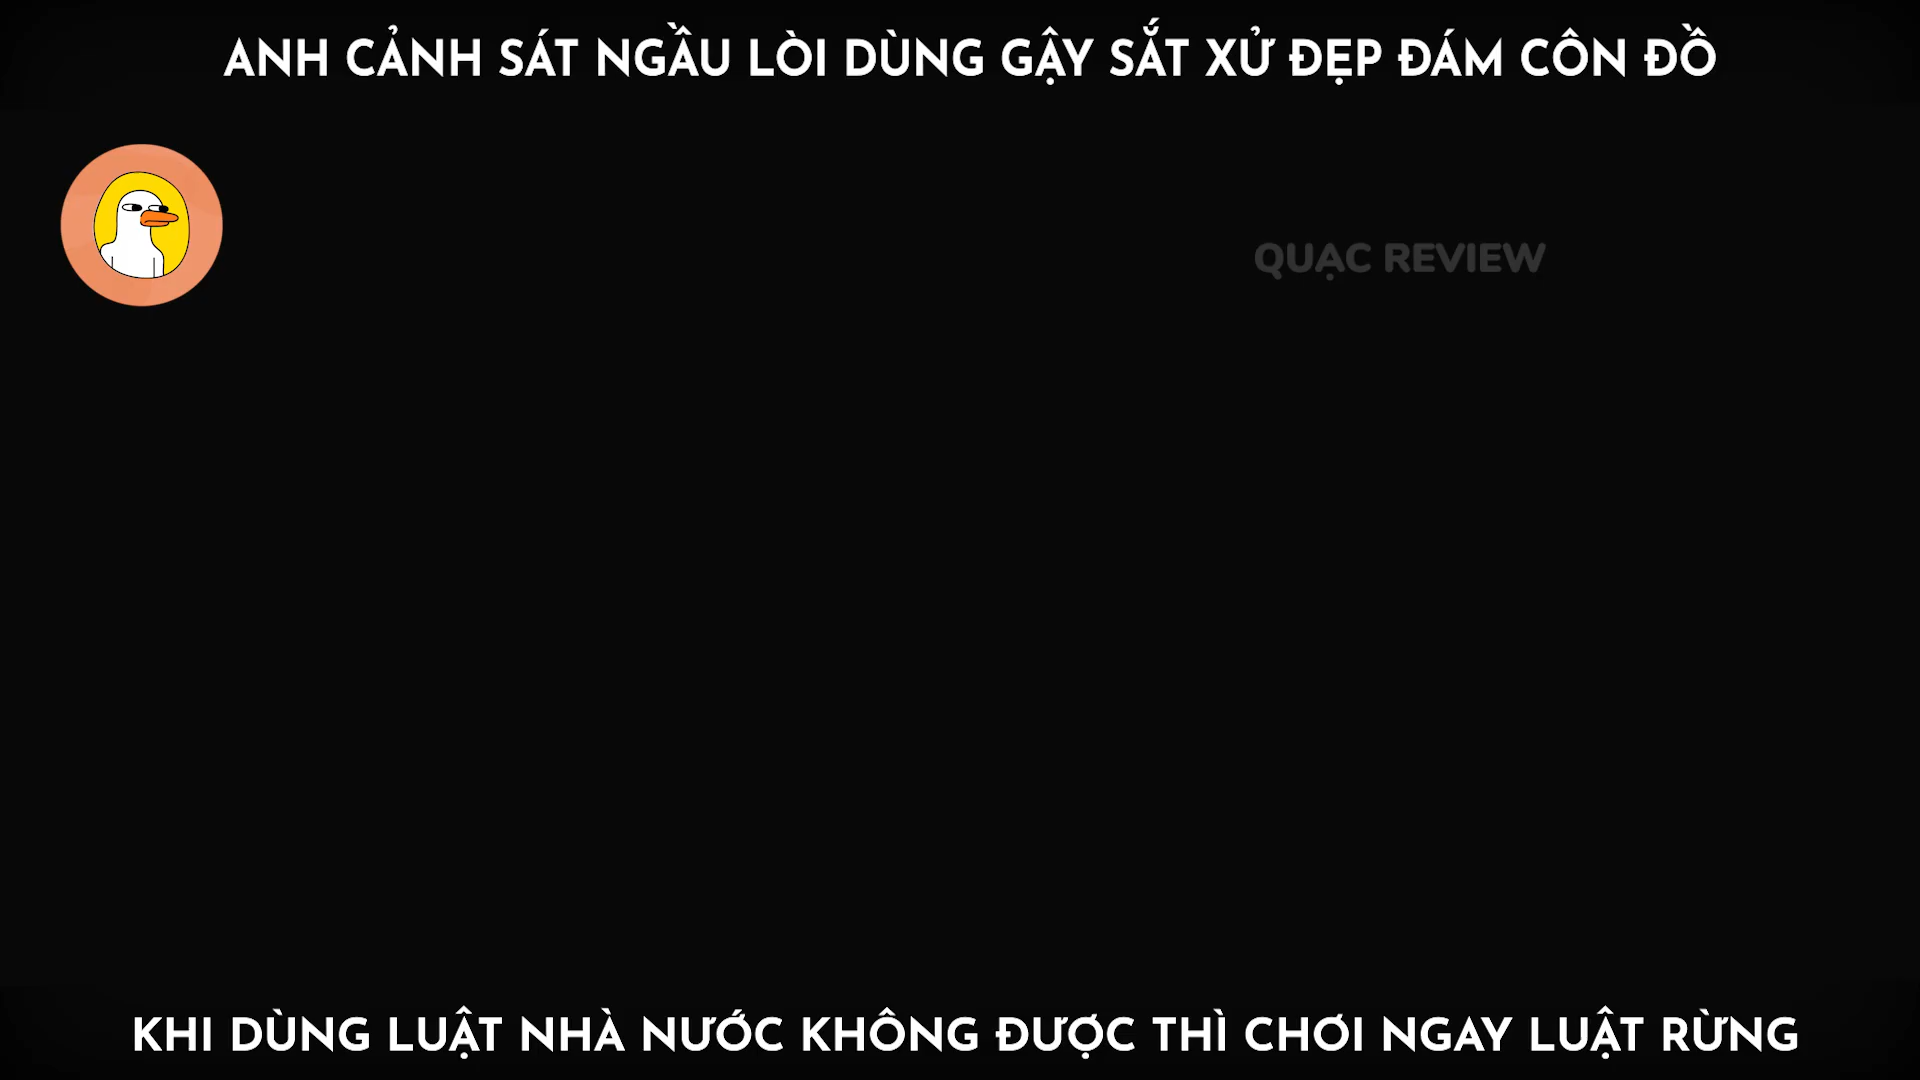 ANH CẢNH SÁT NGẦU LÒI DÙNG GẬY SẮT XỬ ĐẸP ĐÁM CÔN ĐỒ
QUẠC REVIEW
KHI DÙNG LUẬT NHÀ NƯỚC KHÔNG ĐƯỢC THÌ CHƠI NGAY LUẬT RỪNG